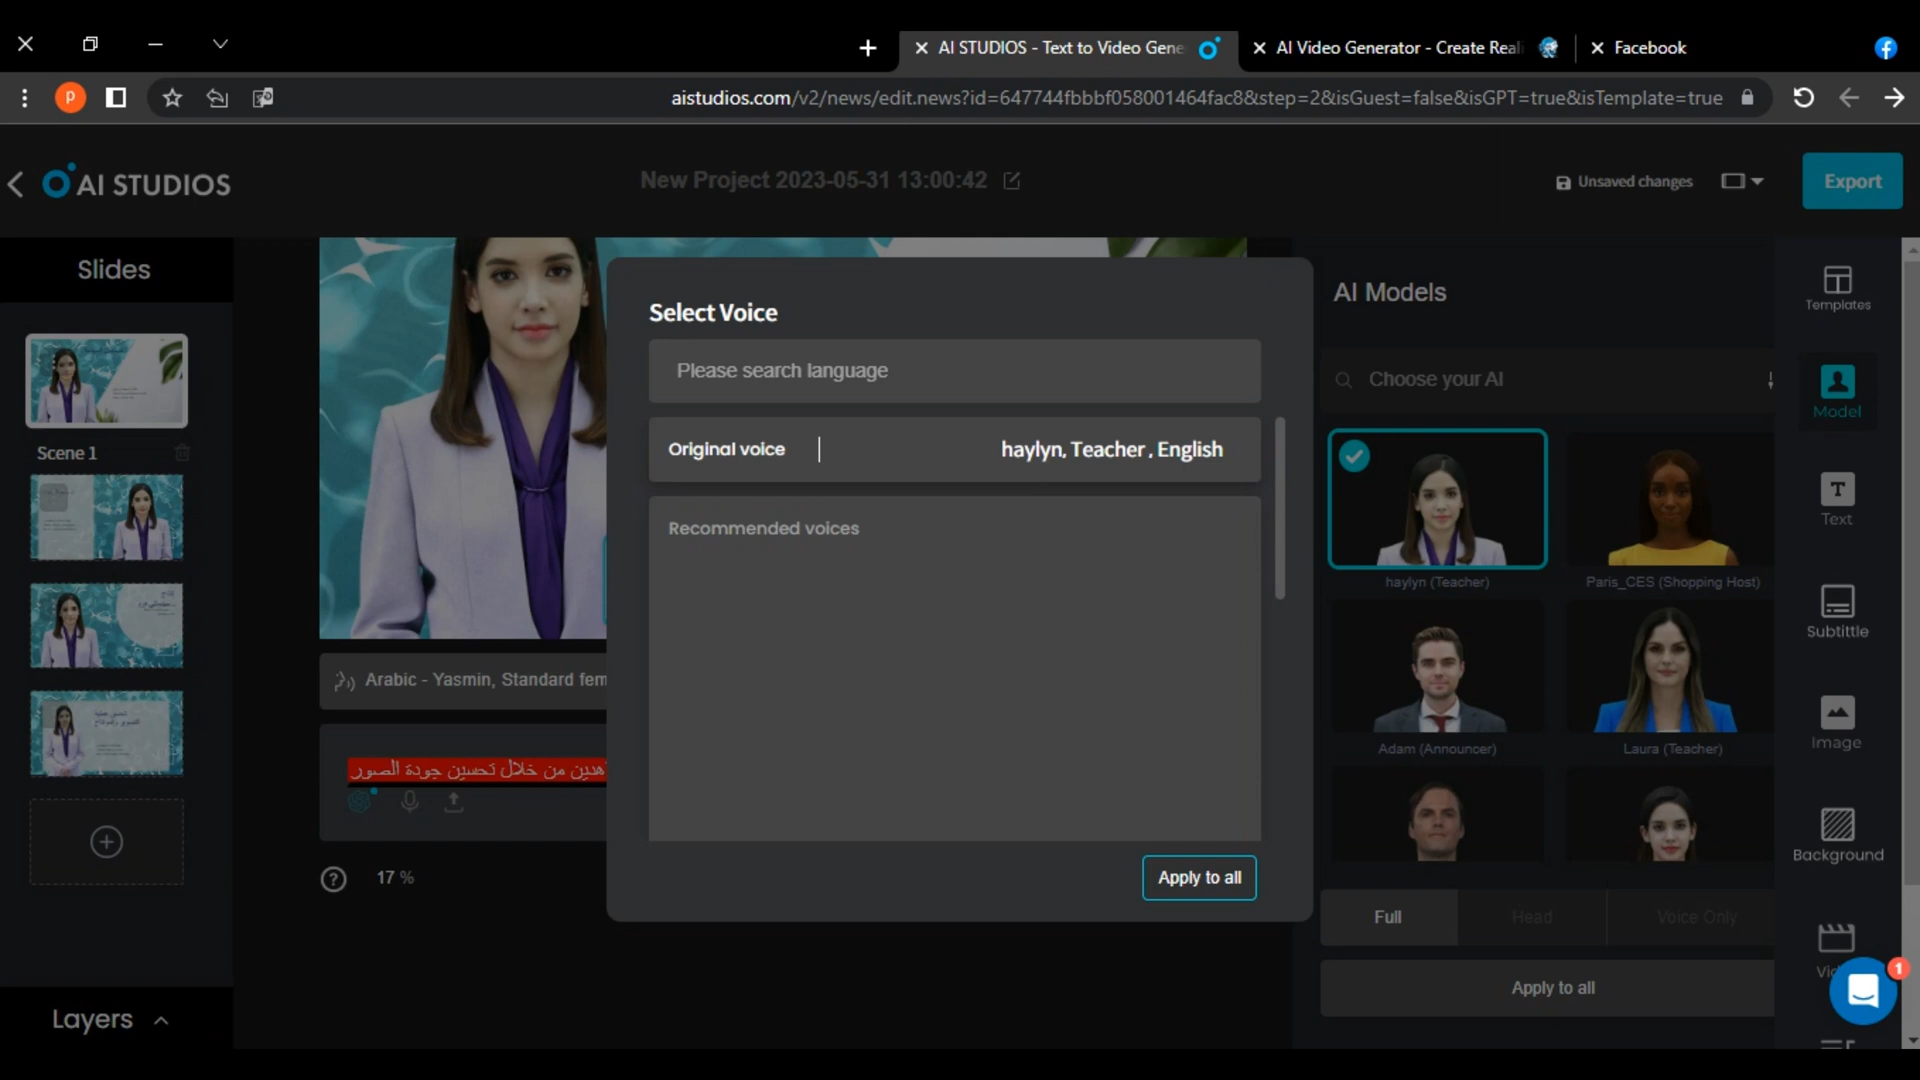 AI STUDIOS - Text to Video Gene
AI Video Generator - Create Reali
Facebook
P
aistudios.com/v2/news/edit.news?id=647744fbbbf058001464fac8&step=2&isGuest=false&isGPT=true&isTemplate=true
AI STUDIOS
New Project 2023-05-31 13:00:42
Unsaved changes
Export
Slides
Scene 1
Layers
Select Voice
Please search language
Original voice
haylyn, Teacher , English
Recommended voices
Apply to all
Arabic - Yasmin, Standard fem
من خلال تحسين جودة الصور
17 %
AI Models
Choose your AI
haylyn (Teacher)
Paris_CES (Shopping Host)
Adam (Announcer)
Laura (Teacher)
Full
Head
Voice Only
Apply to all
Templates
Model
Text
Subtittle
Image
Background
1